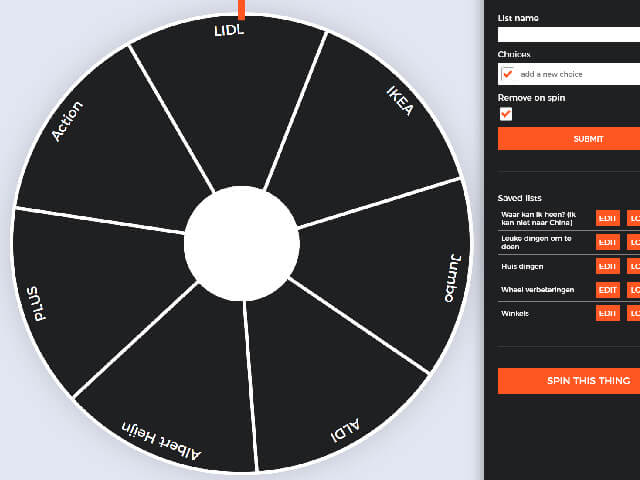 LIDL
IKEA
Jumbo
ALDI
Albert Heijn
PLUS
Action
List name
Choices
add a new choice
Remove on spin
SUBMIT
Saved lists
Waar kan ik heen? (Ik
kan niet naar China)
EDIT LO
Leuke dingen om te
doen
EDIT LO
Huis dingen EDIT LO
Wheel verbeteringen EDIT LO
Winkels EDIT LO
SPIN THIS THING